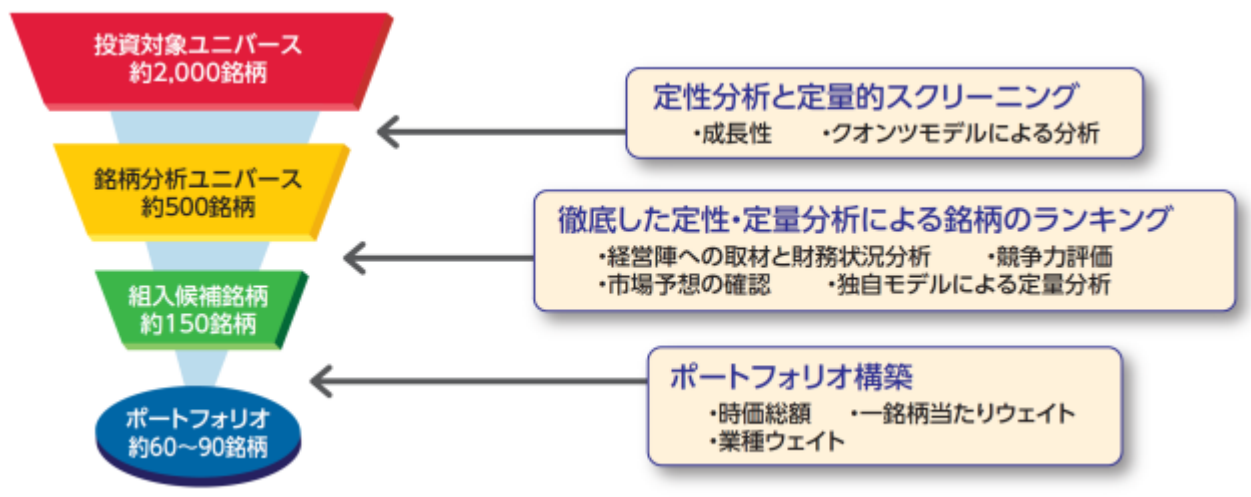 投資対象ユニバース
約2,000銘柄
定性分析と定量的スクリーニング
・成長性 ・クオンツモデルによる分析
銘柄分析ユニバース
約500銘柄
徹底した定性・定量分析による銘柄のランキング
・経営陣への取材と財務状況分析 ・競争力評価
・市場予想の確認 ・独自モデルによる定量分析
組入候補銘柄
約150銘柄
ポートフォリオ構築
・時価総額 ・一銘柄当たりウェイト
・業種ウェイト
ポートフォリオ
約60〜90銘柄